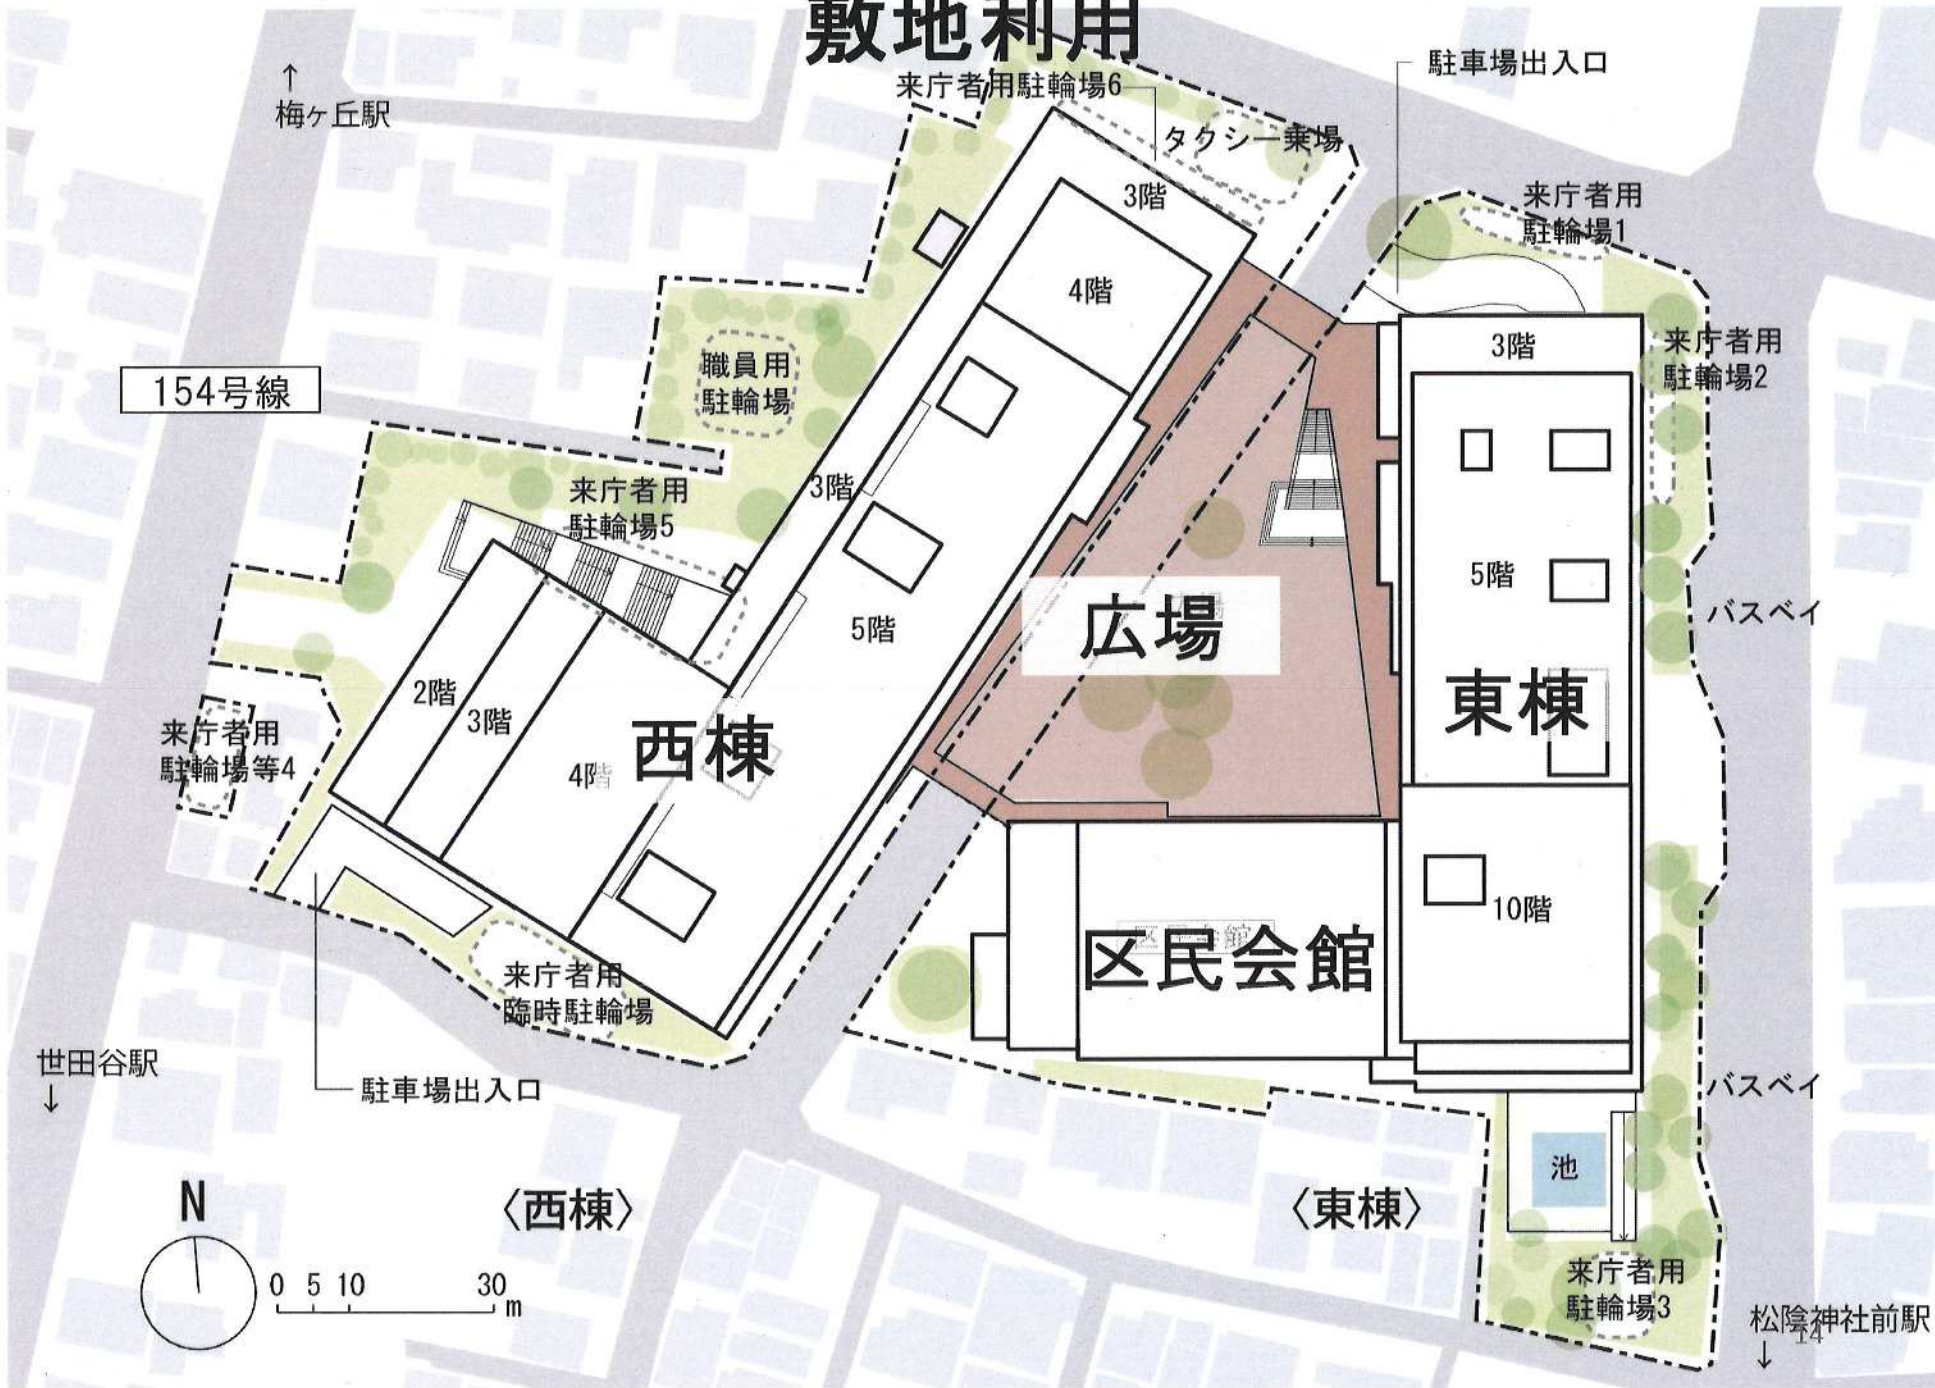 敷地利用
↑
梅ヶ丘駅
来庁者用駐輪場6
駐車場出入口
タクシー乗場
3階
来庁者用
駐輪場1
4階
3階
来庁者用
駐輪場2
職員用
駐輪場
154号線
3階
来庁者用
駐輪場5
5階
広場
5階
バスベイ
2階
3階
4階
西棟
東棟
来庁者用
駐輪場等4
区民会館
10階
来庁者用
臨時駐輪場
世田谷駅
↓
駐車場出入口
バスベイ
池
N
〈西棟〉
〈東棟〉
0 5 10 30
m
来庁者用
駐輪場3
松陰神社前駅
↓
14